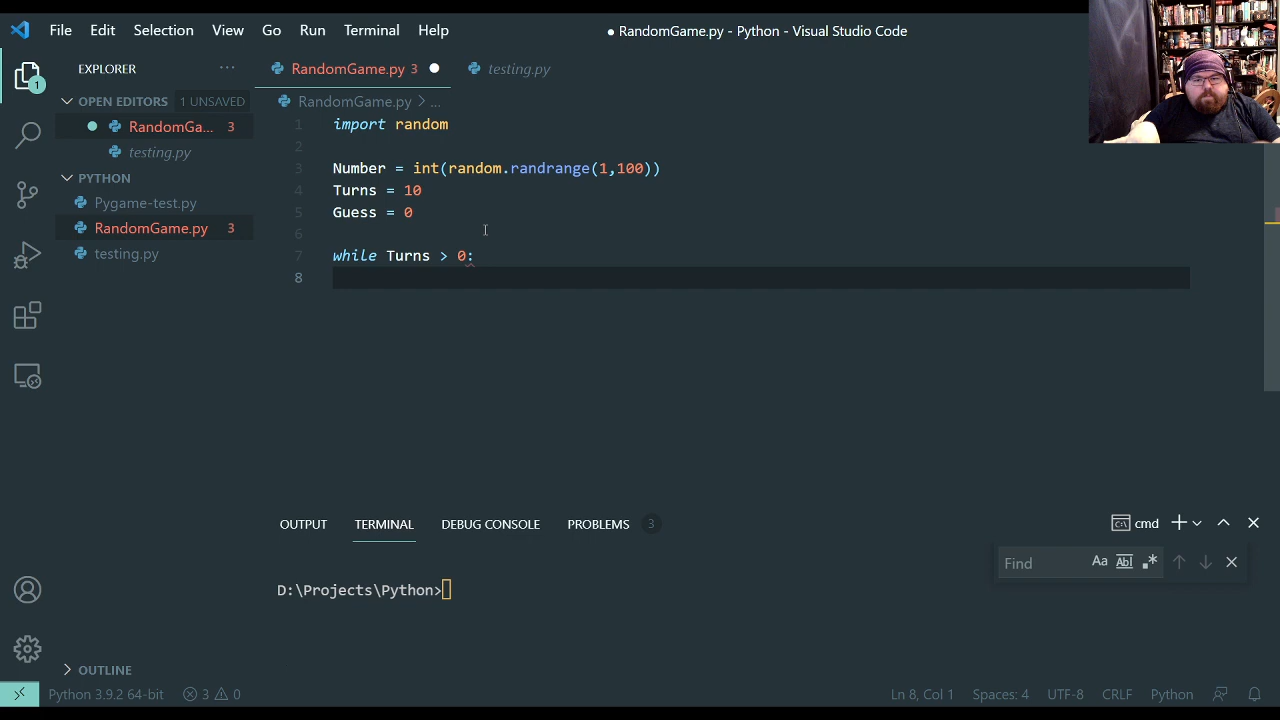 File Edit Selection View Go Run Terminal Help
● RandomGame.py - Python - Visual Studio Code
EXPLORER ···
RandomGame.py 3 ●
testing.py
OPEN EDITORS 1 UNSAVED
RandomGa... 3
testing.py
PYTHON
Pygame-test.py
RandomGame.py 3
testing.py
1
RandomGame.py > ...
1 import random
2
3 Number = int(random.randrange(1,100))
4 Turns = 10
5 Guess = 0
6
7 while Turns > 0:
8
OUTPUT TERMINAL DEBUG CONSOLE PROBLEMS 3
cmd
Find Aa Abl .*
D:\Projects\Python>
OUTLINE
Python 3.9.2 64-bit 3 0 Ln 8, Col 1 Spaces: 4 UTF-8 CRLF Python